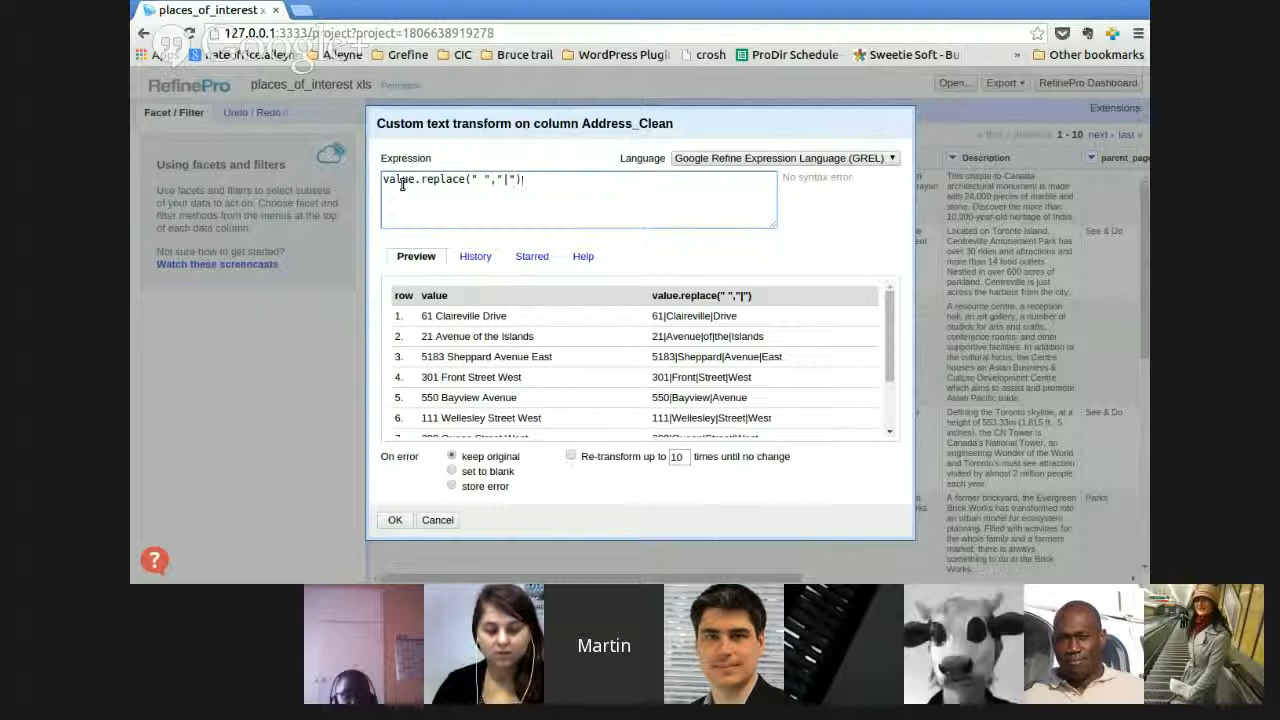 places_of_interest
127.0.0.1:3333/project?project=1806638919278
Google+
Apps
Alleyne
Grefine
CIC
Bruce trail
WordPress Plugi
crosh
ProDir Schedule
Sweetie Soft - Bu
»
Other bookmarks
RefinePro
places_of_interest xls
Permalink
Open...
Export
RefinePro Dashboard
Facet / Filter
Undo / Redo
Extensions:
Using facets and filters
Use facets and filters to select subsets
of your data to act on. Choose facet and
filter methods from the menus at the top
of each data column.
Not sure how to get started?
Watch these screencasts
Custom text transform on column Address_Clean
Expression
Language
Google Refine Expression Language (GREL)
value.replace(" ","|")
No syntax error
Preview
History
Starred
Help
row value value.replace(" ","|")
1. 61 Claireville Drive 61|Claireville|Drive
2. 21 Avenue of the Islands 21|Avenue|of|the|Islands
3. 5183 Sheppard Avenue East 5183|Sheppard|Avenue|East
4. 301 Front Street West 301|Front|Street|West
5. 550 Bayview Avenue 550|Bayview|Avenue
6. 111 Wellesley Street West 111|Wellesley|Street|West
On error
keep original
set to blank
store error
Re-transform up to 10 times until no change
OK
Cancel
« first ‹ previous 1 - 10 next › last »
Description
parent_pag
This unique-to-Canada
architectural monument is made
with 24,000 pieces of marble and
stone. Discover the more than
10,000-year-old heritage of India.
Located on Toronto Island,
Centreville Amusement Park has
over 30 rides and attractions and
more than 14 food outlets.
Nestled in over 600 acres of
parkland. Centreville is just
across the harbour from the city.
See & Do
A resource centre, a reception
hall, an art gallery, a number of
studios for arts and crafts,
conference rooms, and other
supportive facilities. In addition to
the cultural focus, the Centre
houses an Asian Business &
Culture Development Centre
which aims to assist and promote
Asian Pacific trade.
Defining the Toronto skyline, at a
height of 553.33m (1,815 ft., 5
inches), the CN Tower is
Canada's National Tower, an
engineering Wonder of the World
and Toronto's must see attraction
visited by almost 2 million people
each year.
See & Do
A former brickyard, the Evergreen
Brick Works has transformed into
an urban model for ecosystem
planning. Filled with activities for
the whole family and a farmers
market, there is always
something to do at the Brick
Works.
Parks
?
Martin